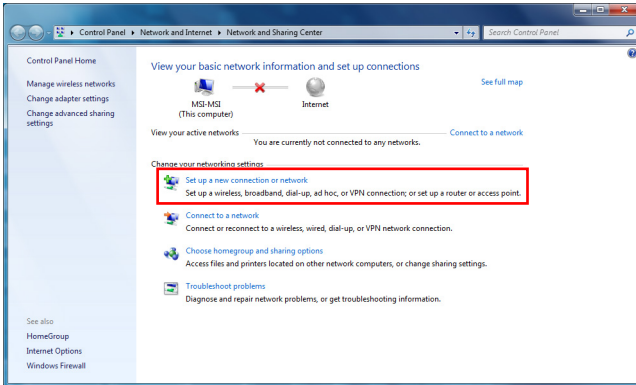 Control Panel ▸ Network and Internet ▸ Network and Sharing Center
Search Control Panel
Control Panel Home
Manage wireless networks
Change adapter settings
Change advanced sharing
settings
View your basic network information and set up connections
See full map
MSI-MSI
(This computer)
Internet
View your active networks
Connect to a network
You are currently not connected to any networks.
Change your networking settings
Set up a new connection or network
Set up a wireless, broadband, dial-up, ad hoc, or VPN connection; or set up a router or access point.
Connect to a network
Connect or reconnect to a wireless, wired, dial-up, or VPN network connection.
Choose homegroup and sharing options
Access files and printers located on other network computers, or change sharing settings.
Troubleshoot problems
Diagnose and repair network problems, or get troubleshooting information.
See also
HomeGroup
Internet Options
Windows Firewall